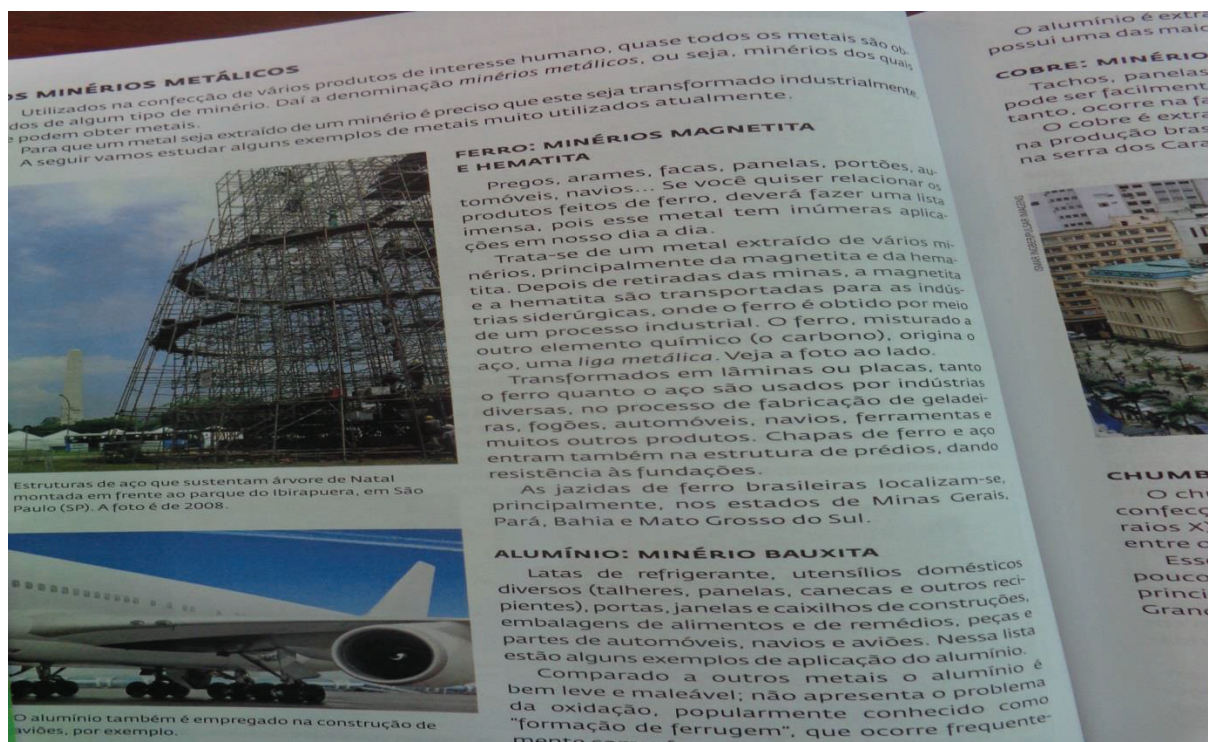 OS MINÉRIOS METÁLICOS
Utilizados na confecção de vários produtos de interesse humano, quase todos os metais são ob-
dos de algum tipo de minério. Daí a denominação minérios metálicos, ou seja, minérios dos quais
e podem obter metais.
Para que um metal seja extraído de um minério é preciso que este seja transformado industrialmente.
A seguir vamos estudar alguns exemplos de metais muito utilizados atualmente.
Estruturas de aço que sustentam árvore de Natal
montada em frente ao parque do Ibirapuera, em São
Paulo (SP). A foto é de 2008.
O alumínio também é empregado na construção de
aviões, por exemplo.
FERRO: MINÉRIOS MAGNETITA
E HEMATITA
Pregos, arames, facas, panelas, portões, au-
tomóveis, navios... Se você quiser relacionar os
produtos feitos de ferro, deverá fazer uma lista
imensa, pois esse metal tem inúmeras aplica-
ções em nosso dia a dia.
Trata-se de um metal extraído de vários mi-
nérios, principalmente da magnetita e da hema-
tita. Depois de retiradas das minas, a magnetita
e a hematita são transportadas para as indús-
trias siderúrgicas, onde o ferro é obtido por meio
de um processo industrial. O ferro, misturado a
outro elemento químico (o carbono), origina o
aço, uma liga metálica. Veja a foto ao lado.
Transformados em lâminas ou placas, tanto
o ferro quanto o aço são usados por indústrias
diversas, no processo de fabricação de geladei-
ras, fogões, automóveis, navios, ferramentas e
muitos outros produtos. Chapas de ferro e aço
entram também na estrutura de prédios, dando
resistência às fundações.
As jazidas de ferro brasileiras localizam-se,
principalmente, nos estados de Minas Gerais,
Pará, Bahia e Mato Grosso do Sul.
ALUMÍNIO: MINÉRIO BAUXITA
Latas de refrigerante, utensílios domésticos
diversos (talheres, panelas, canecas e outros reci-
pientes), portas, janelas e caixilhos de construções,
embalagens de alimentos e de remédios, peças e
partes de automóveis, navios e aviões. Nessa lista
estão alguns exemplos de aplicação do alumínio.
Comparado a outros metais o alumínio é
bem leve e maleável; não apresenta o problema
da oxidação, popularmente conhecido como
"formação de ferrugem", que ocorre frequente-
O alumínio é extra
possui uma das maio
COBRE: MINÉRIO
Tachos, panelas
pode ser facilment
tanto, ocorre na fa
O cobre é extra
na produção bras
na serra dos Cara
CHUMB
O chu
confecç
raios X)
entre o
Esse
pouco
princi
Grand